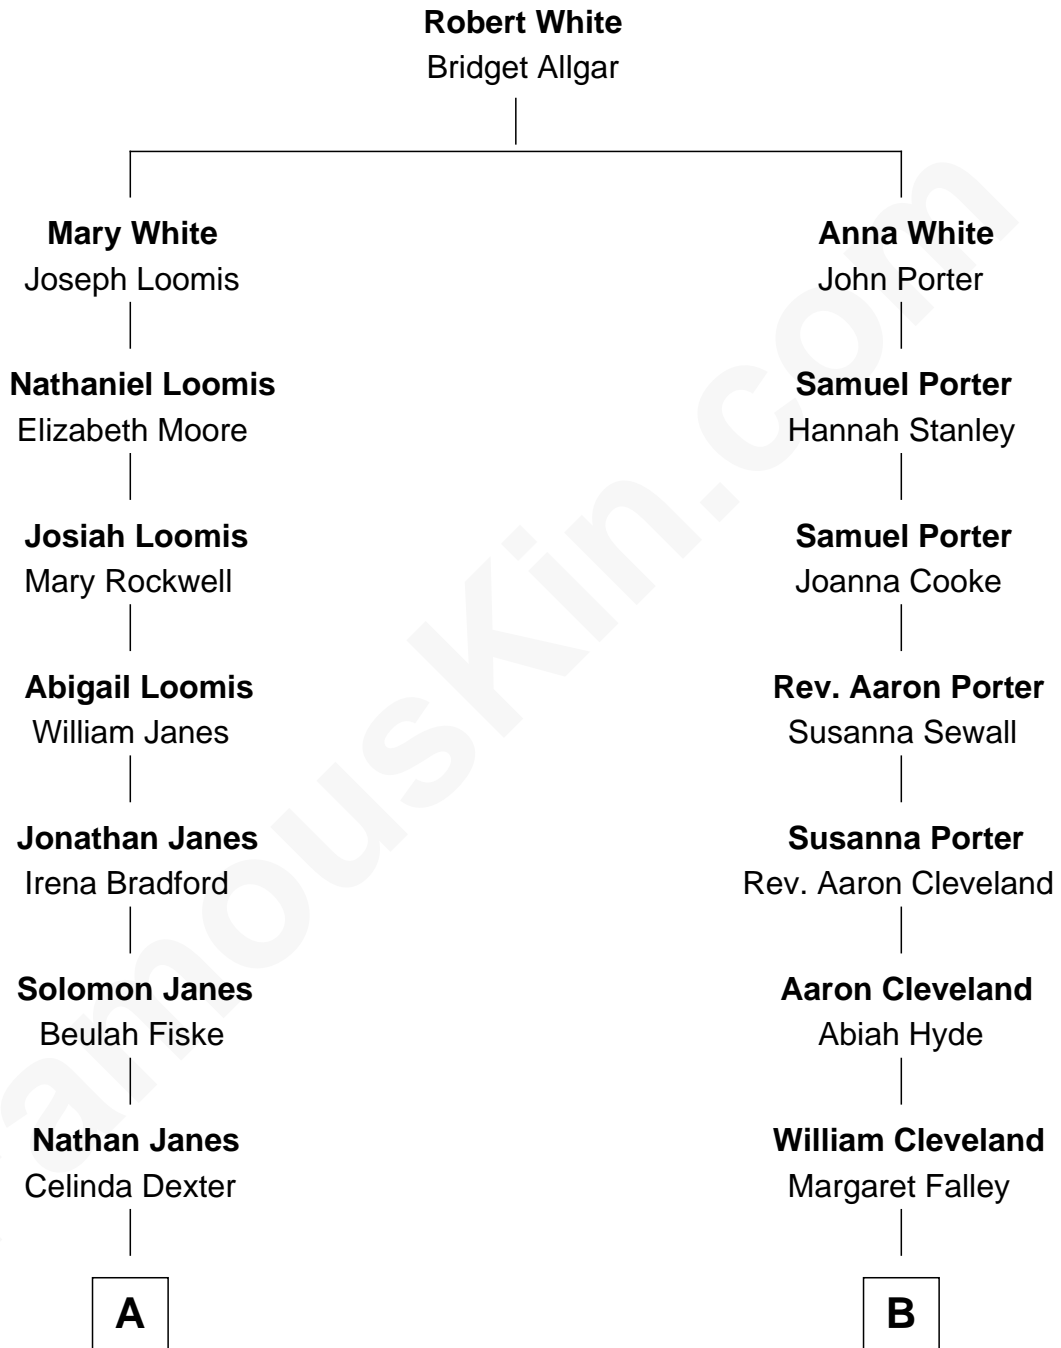 Robert White
Bridget Allgar
Mary White
Joseph Loomis
Anna White
John Porter
Nathaniel Loomis
Elizabeth Moore
Samuel Porter
Hannah Stanley
Josiah Loomis
Mary Rockwell
Samuel Porter
Joanna Cooke
Abigail Loomis
William Janes
Rev. Aaron Porter
Susanna Sewall
Jonathan Janes
Irena Bradford
Susanna Porter
Rev. Aaron Cleveland
Solomon Janes
Beulah Fiske
Aaron Cleveland
Abiah Hyde
Nathan Janes
Celinda Dexter
William Cleveland
Margaret Falley
A
B
amousKin.com